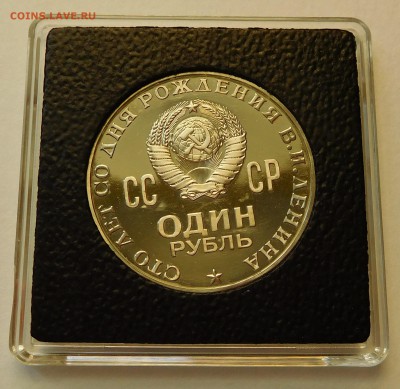 COINS.LAVE.RU
СТО ЛЕТ СО ДНЯ РОЖДЕНИЯ В.И.ЛЕНИНА
СС СР
ОДИН
РУБЛЬ